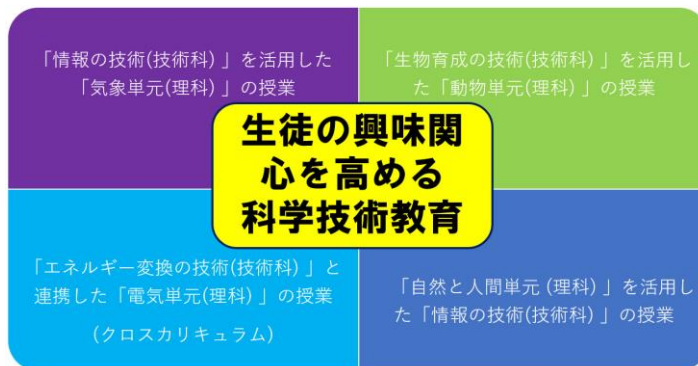 「情報の技術(技術科) 」を活用した
「気象単元(理科) 」の授業
「生物育成の技術(技術科) 」を活用し
た「動物単元(理科) 」の授業
生徒の興味関
心を高める
科学技術教育
「エネルギー変換の技術(技術科) 」と
連携した「電気単元(理科) 」の授業
(クロスカリキュラム)
「自然と人間単元 (理科) 」を活用し
た「情報の技術(技術科) 」の授業